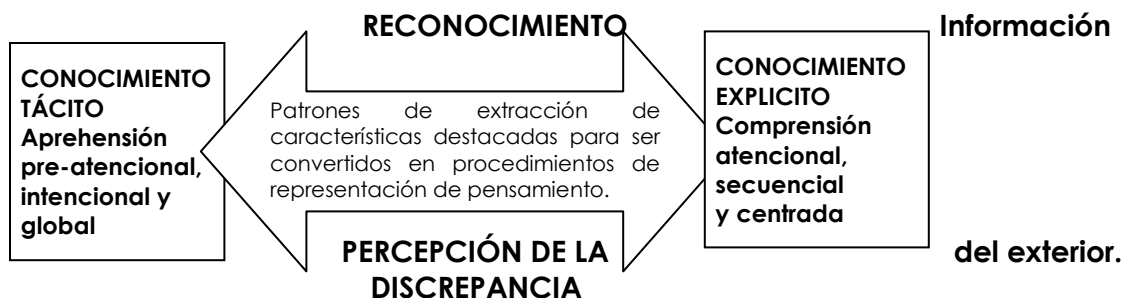 RECONOCIMIENTO
Información
CONOCIMIENTO
TÁCITO
Aprehensión
pre-atencional,
intencional y
global
Patrones de extracción de
características destacadas para ser
convertidos en procedimientos de
representación de pensamiento.
CONOCIMIENTO
EXPLICITO
Comprensión
atencional,
secuencial
y centrada
PERCEPCIÓN DE LA
DISCREPANCIA
del exterior.